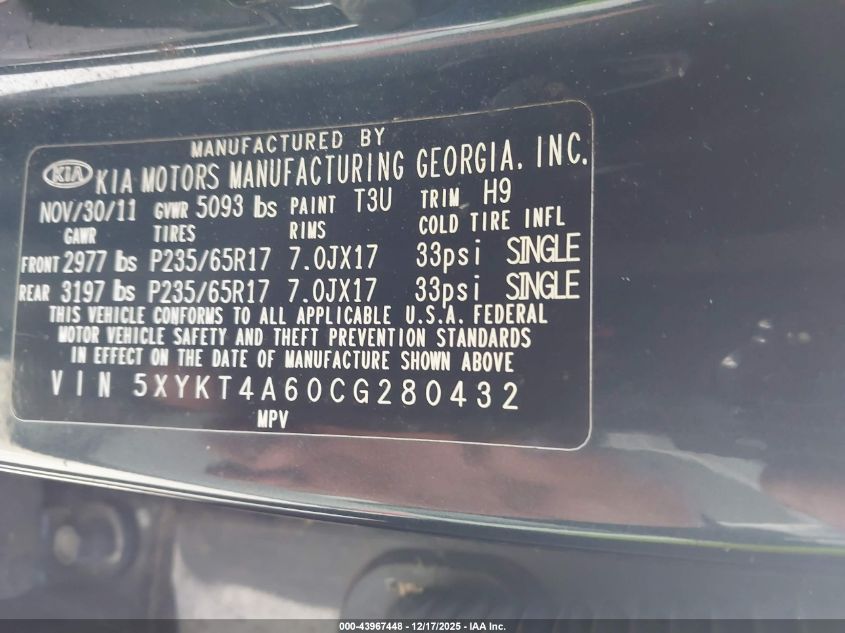 MANUFACTURED BY
KIA KIA MOTORS MANUFACTURING GEORGIA, INC.
NOV/30/11 GVWR 5093 lbs PAINT T3U TRIM H9
GAWR TIRES RIMS COLD TIRE INFL
FRONT 2977 lbs P235/65R17 7.0JX17 33psi SINGLE
REAR 3197 lbs P235/65R17 7.0JX17 33psi SINGLE
THIS VEHICLE CONFORMS TO ALL APPLICABLE U.S.A. FEDERAL
MOTOR VEHICLE SAFETY AND THEFT PREVENTION STANDARDS
IN EFFECT ON THE DATE OF MANUFACTURE SHOWN ABOVE
VIN 5XYKT4A60CG280432
MPV
000-43967448 - 12/17/2025 - IAA Inc.